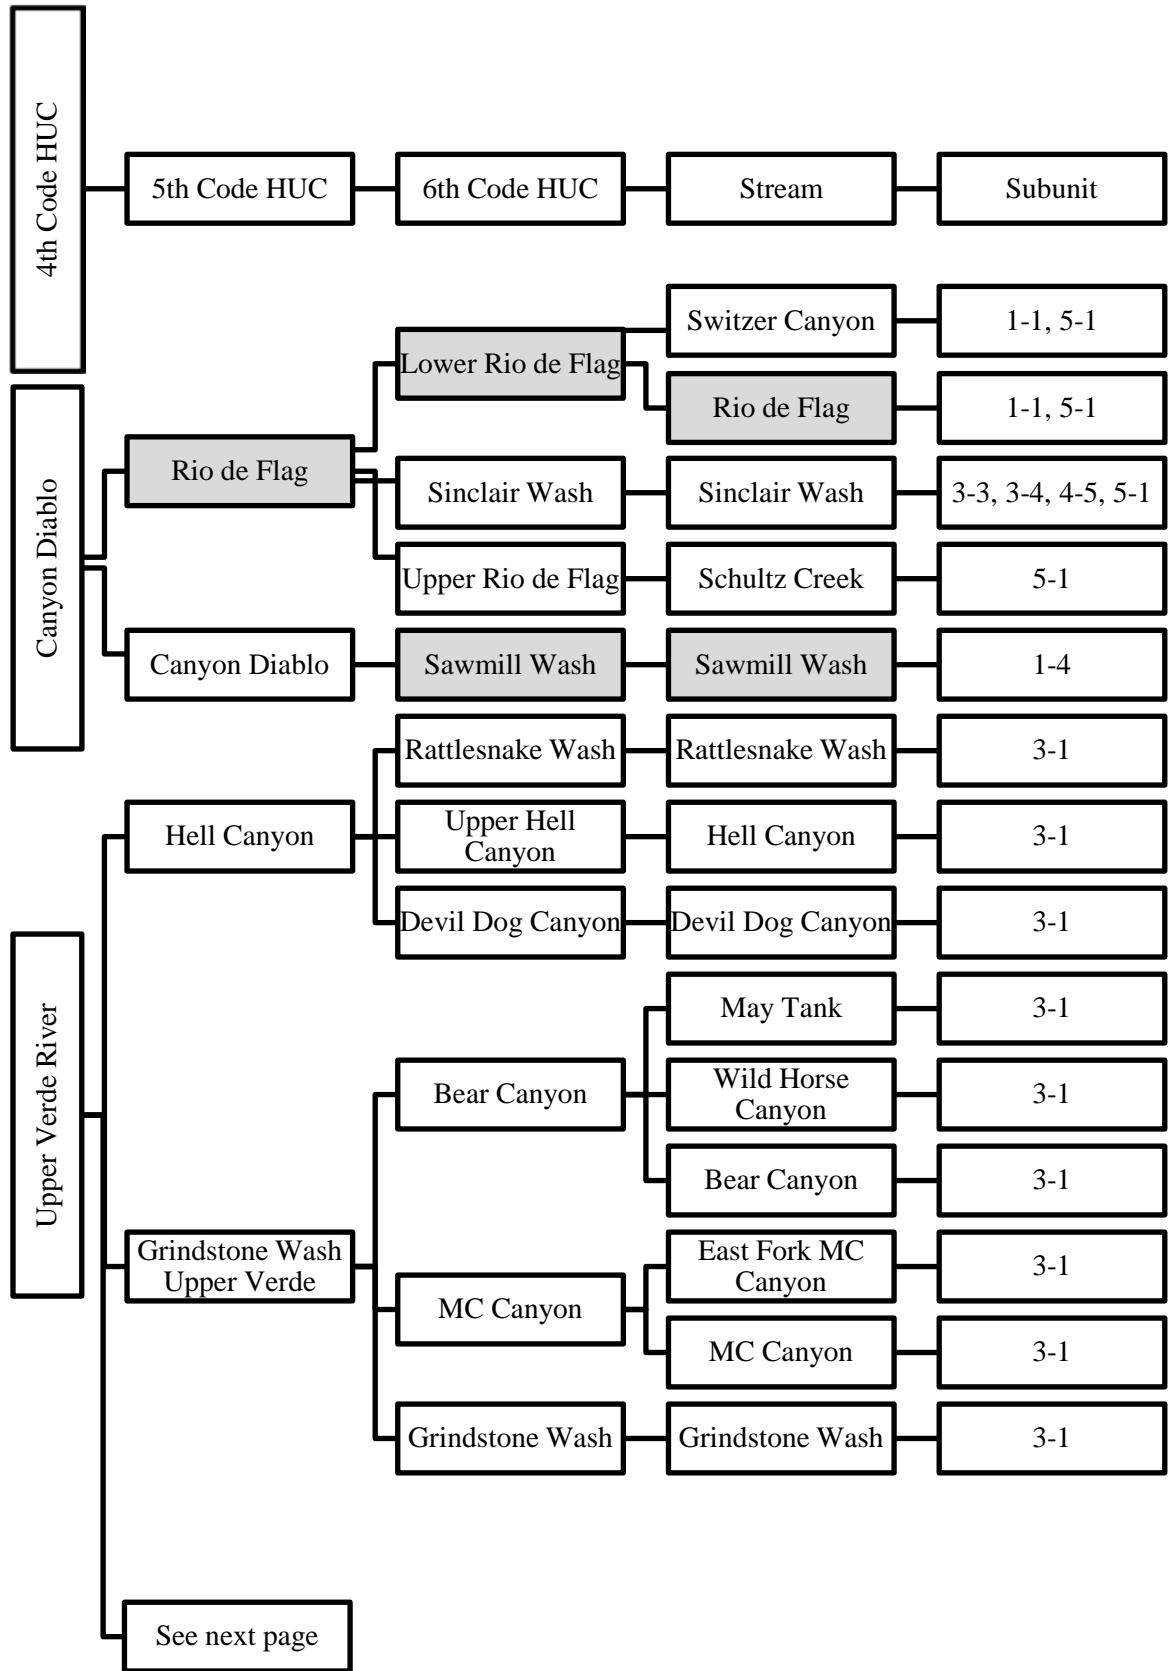 4th Code HUC
5th Code HUC
6th Code HUC
Stream
Subunit
Canyon Diablo
Rio de Flag
Lower Rio de Flag
Switzer Canyon
1-1, 5-1
Rio de Flag
1-1, 5-1
Sinclair Wash
Sinclair Wash
3-3, 3-4, 4-5, 5-1
Upper Rio de Flag
Schultz Creek
5-1
Canyon Diablo
Sawmill Wash
Sawmill Wash
1-4
Upper Verde River
Hell Canyon
Rattlesnake Wash
Rattlesnake Wash
3-1
Upper Hell
Canyon
Hell Canyon
3-1
Devil Dog Canyon
Devil Dog Canyon
3-1
Grindstone Wash
Upper Verde
Bear Canyon
May Tank
3-1
Wild Horse
Canyon
3-1
Bear Canyon
3-1
MC Canyon
East Fork MC
Canyon
3-1
MC Canyon
3-1
Grindstone Wash
Grindstone Wash
3-1
See next page